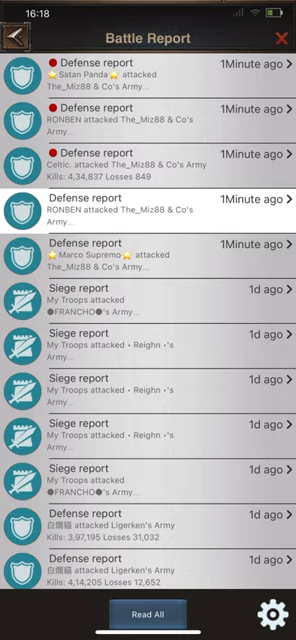 16:18
Battle Report
Defense report
1Minute ago
⭐Satan Panda⭐ attacked
The_Miz88 & Co's Army...
Defense report
1Minute ago
RONBEN attacked The_Miz88 & Co's
Army...
Defense report
1Minute ago
Celtic. attacked The_Miz88 & Co's Army
Kills: 4,34,837 Losses 849
Defense report
1Minute ago
RONBEN attacked The_Miz88 & Co's
Army...
Defense report
1Minute ago
⭐Marco Supremo⭐ attacked
The_Miz88 & Co's Army...
Siege report
1d ago
My Troops attacked
●FRANCHO●'s Army...
Siege report
1d ago
My Troops attacked • Reighn •'s
Army...
Siege report
1d ago
My Troops attacked • Reighn •'s
Army...
Siege report
1d ago
My Troops attacked • Reighn •'s
Army...
Siege report
1d ago
My Troops attacked
●FRANCHO●'s Army...
Defense report
1d ago
白爛貓 attacked Ligerken's Army
Kills: 3,97,195 Losses 31,032
Defense report
1d ago
白爛貓 attacked Ligerken's Army
Kills: 4,14,205 Losses 12,652
Read All